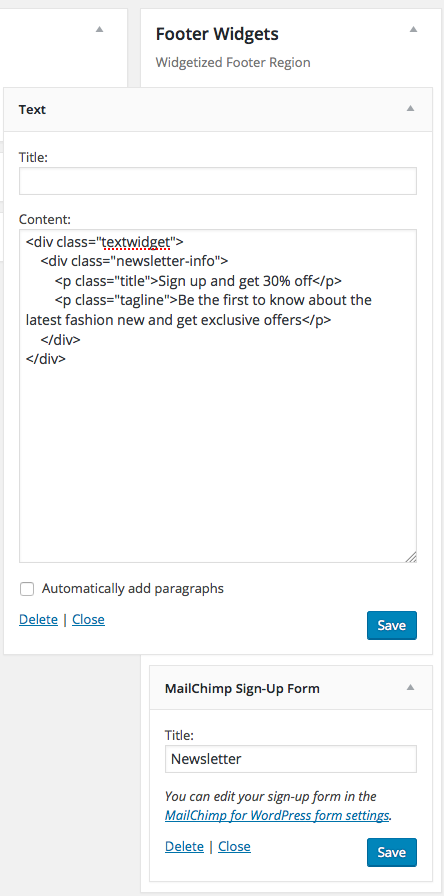 Footer Widgets
Widgetized Footer Region
Text
Title:
Content:
<div class="textwidget">
<div class="newsletter-info">
<p class="title">Sign up and get 30% off</p>
<p class="tagline">Be the first to know about the
latest fashion new and get exclusive offers</p>
</div>
</div>
Automatically add paragraphs
Delete | Close
Save
MailChimp Sign-Up Form
Title:
Newsletter
You can edit your sign-up form in the
MailChimp for WordPress form settings.
Delete | Close
Save